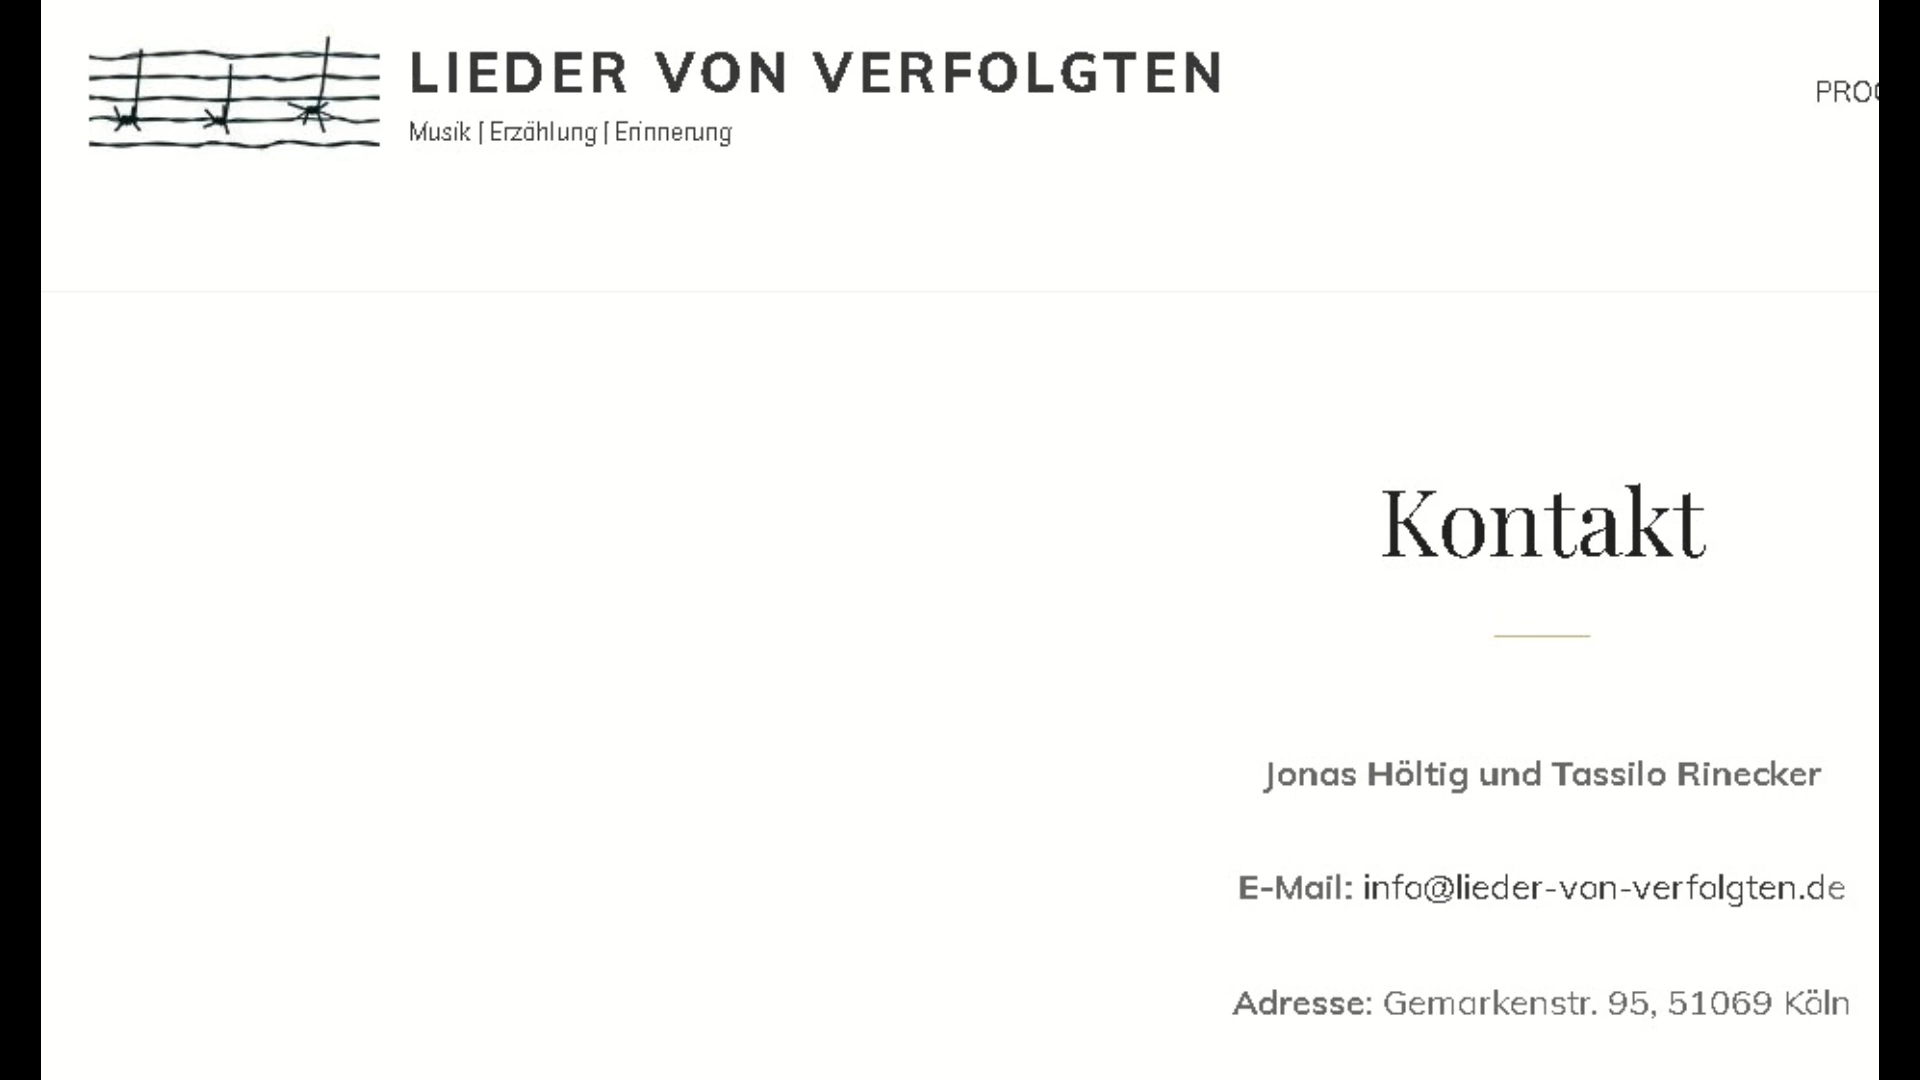 LIEDER VON VERFOLGTEN
Musik | Erzählung | Erinnerung
Kontakt
Jonas Höltig und Tassilo Rinecker
E-Mail: info@lieder-von-verfolgten.de
Adresse: Gemarkenstr. 95, 51069 Köln